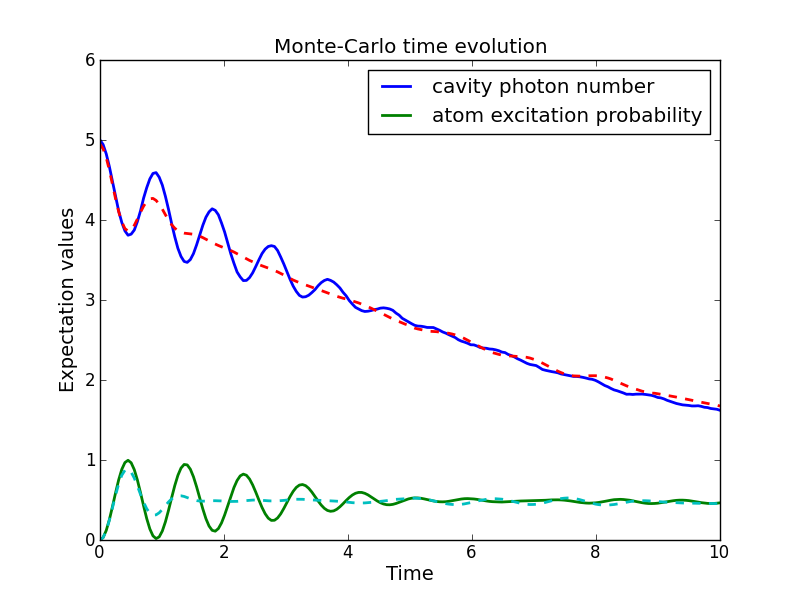 Monte-Carlo time evolution
cavity photon number
atom excitation probability
Expectation values
6
5
4
3
2
1
0
0
2
4
6
8
10
Time